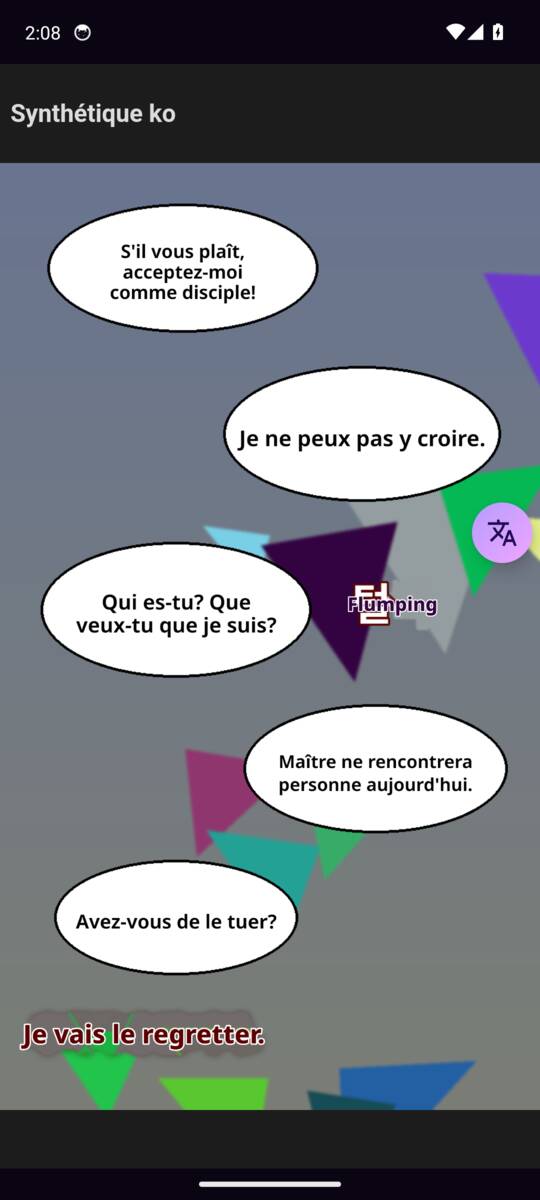 2:08
Synthétique ko
S'il vous plaît,
acceptez-moi
comme disciple!
Je ne peux pas y croire.
털
Flumping
Qui es-tu? Que
veux-tu que je suis?
Maître ne rencontrera
personne aujourd'hui.
Avez-vous de le tuer?
Je vais le regretter.